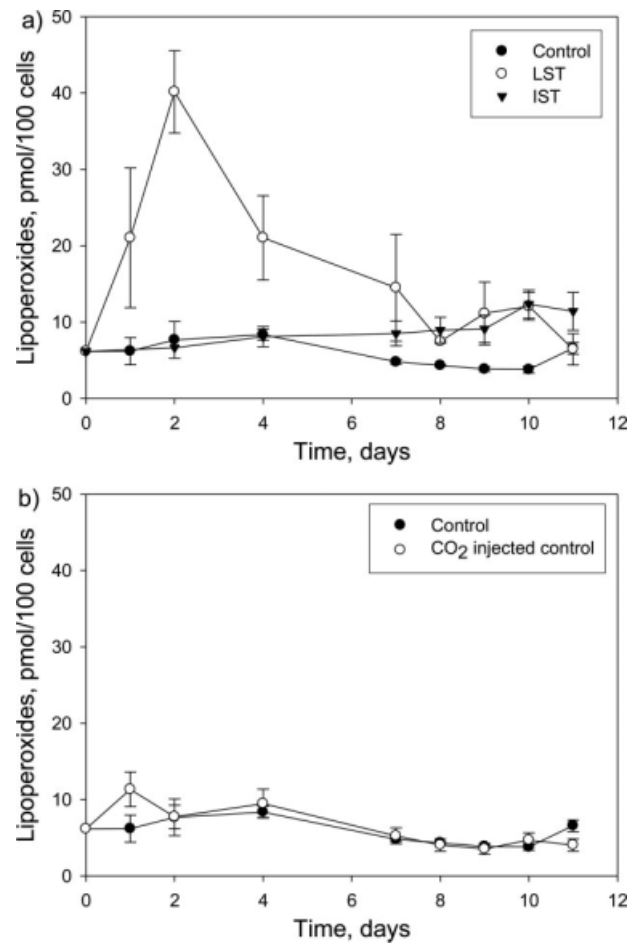 a)
50
40
30
20
10
0
Lipoperoxides, pmol/100 cells
Control
LST
IST
0 2 4 6 8 10 12
Time, days
b)
50
40
30
20
10
0
Lipoperoxides, pmol/100 cells
Control
CO₂ injected control
0 2 4 6 8 10 12
Time, days